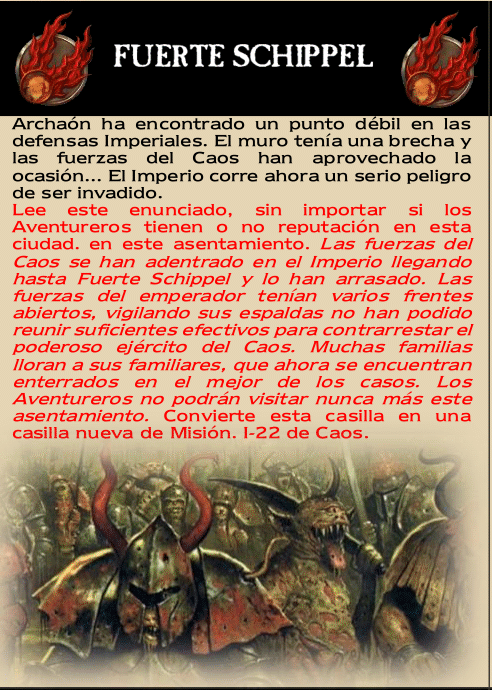 FUERTE SCHIPPEL
Archaón ha encontrado un punto débil en las
defensas Imperiales. El muro tenía una brecha y
las fuerzas del Caos han aprovechado la
ocasión... El Imperio corre ahora un serio peligro
de ser invadido.
Lee este enunciado, sin importar si los
Aventureros tienen o no reputación en esta
ciudad. en este asentamiento. Las fuerzas del
Caos se han adentrado en el Imperio llegando
hasta Fuerte Schippel y lo han arrasado. Las
fuerzas del emperador tenían varios frentes
abiertos, vigilando sus espaldas no han podido
reunir suficientes efectivos para contrarrestar el
poderoso ejército del Caos. Muchas familias
lloran a sus familiares, que ahora se encuentran
enterrados en el mejor de los casos. Los
Aventureros no podrán visitar nunca más este
asentamiento. Convierte esta casilla en una
casilla nueva de Misión. I-22 de Caos.